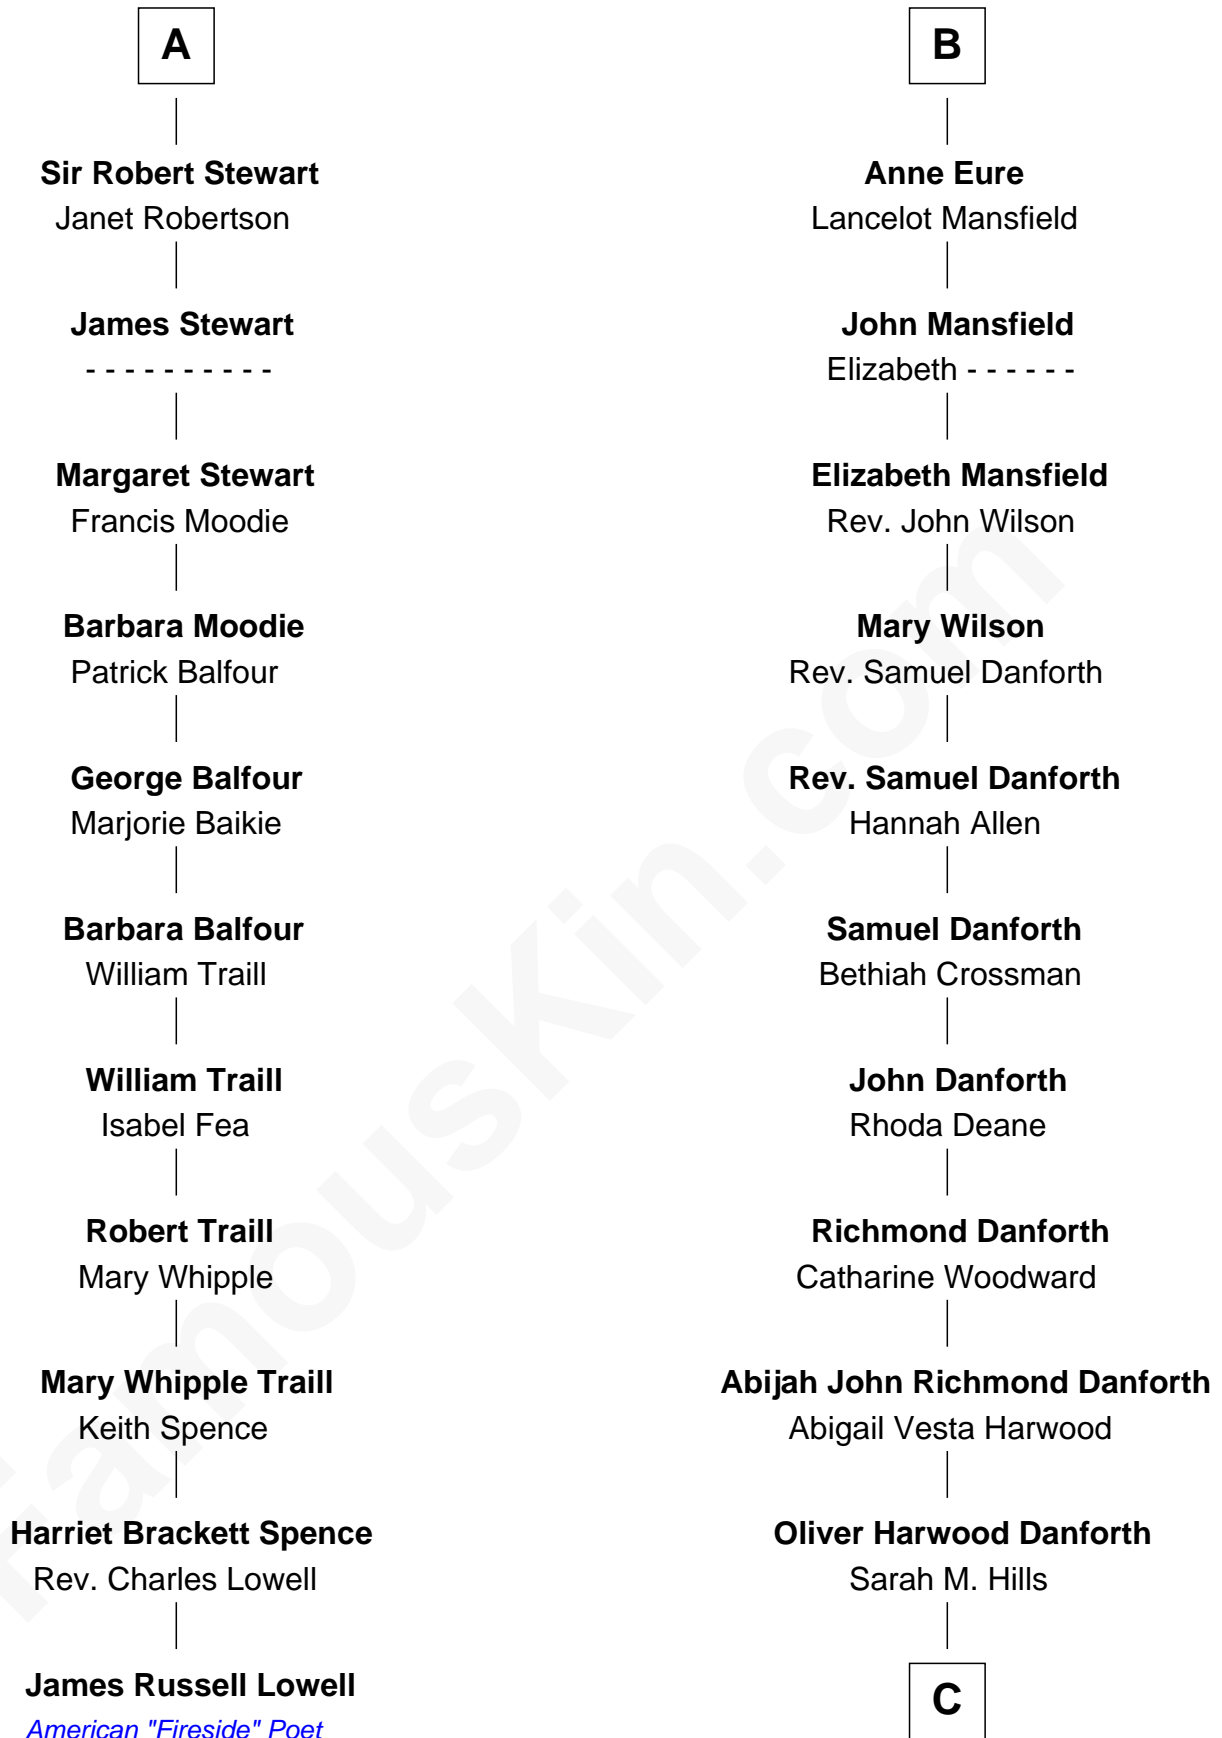 A
Sir Robert Stewart
Janet Robertson
James Stewart
- - - - - - - - - -
Margaret Stewart
Francis Moodie
Barbara Moodie
Patrick Balfour
George Balfour
Marjorie Baikie
Barbara Balfour
William Traill
William Traill
Isabel Fea
Robert Traill
Mary Whipple
Mary Whipple Traill
Keith Spence
Harriet Brackett Spence
Rev. Charles Lowell
James Russell Lowell
American "Fireside" Poet
B
Anne Eure
Lancelot Mansfield
John Mansfield
Elizabeth - - - - - -
Elizabeth Mansfield
Rev. John Wilson
Mary Wilson
Rev. Samuel Danforth
Rev. Samuel Danforth
Hannah Allen
Samuel Danforth
Bethiah Crossman
John Danforth
Rhoda Deane
Richmond Danforth
Catharine Woodward
Abijah John Richmond Danforth
Abigail Vesta Harwood
Oliver Harwood Danforth
Sarah M. Hills
C
FamousKin.com